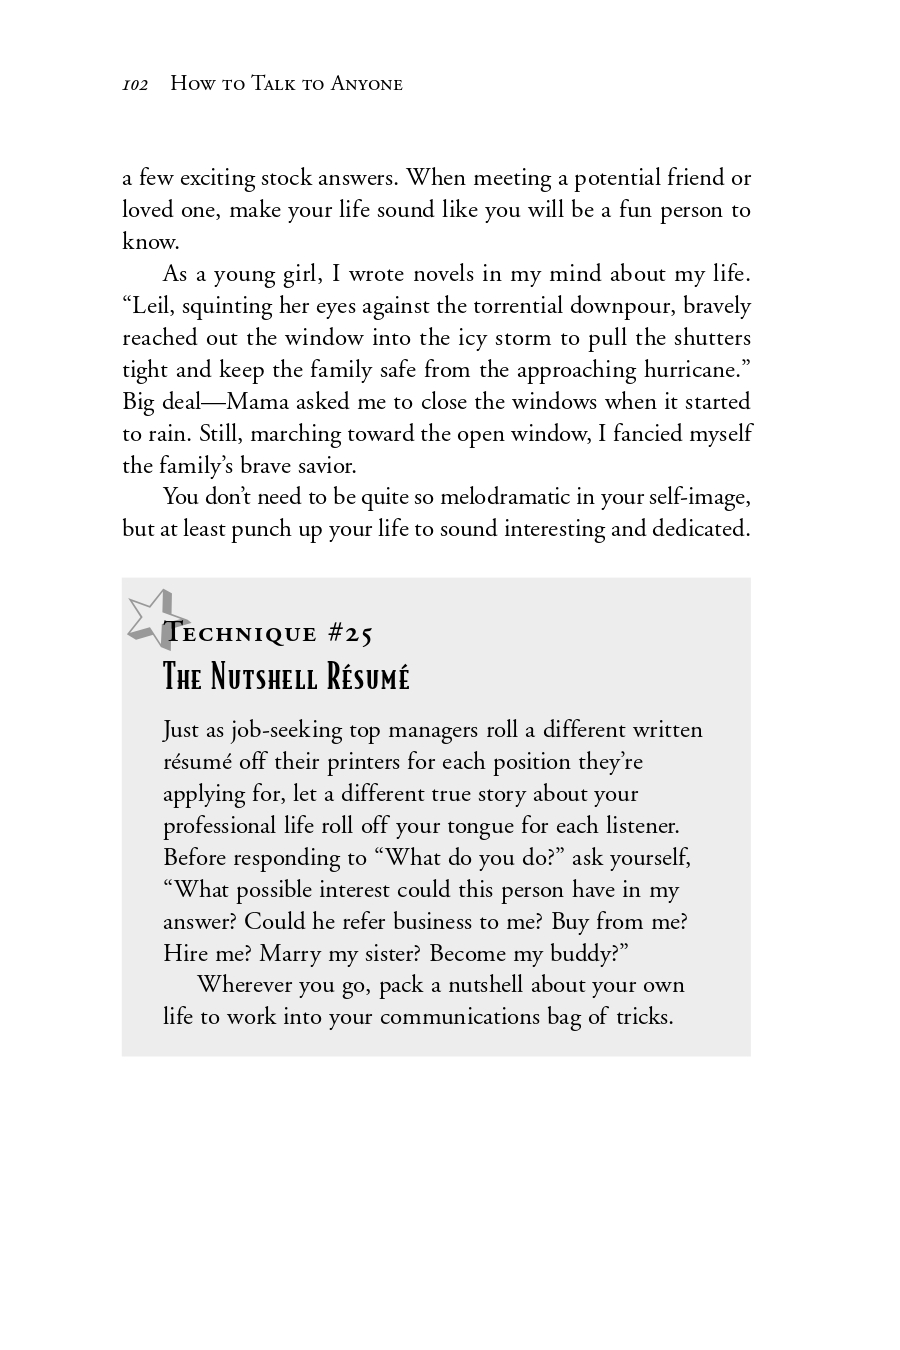 102 How to Talk to Anyone
a few exciting stock answers. When meeting a potential friend or
loved one, make your life sound like you will be a fun person to
know.
As a young girl, I wrote novels in my mind about my life.
“Leil, squinting her eyes against the torrential downpour, bravely
reached out the window into the icy storm to pull the shutters
tight and keep the family safe from the approaching hurricane.”
Big deal—Mama asked me to close the windows when it started
to rain. Still, marching toward the open window, I fancied myself
the family’s brave savior.
You don’t need to be quite so melodramatic in your self-image,
but at least punch up your life to sound interesting and dedicated.
Technique #25
The Nutshell Résumé
Just as job-seeking top managers roll a different written
résumé off their printers for each position they’re
applying for, let a different true story about your
professional life roll off your tongue for each listener.
Before responding to “What do you do?” ask yourself,
“What possible interest could this person have in my
answer? Could he refer business to me? Buy from me?
Hire me? Marry my sister? Become my buddy?”
Wherever you go, pack a nutshell about your own
life to work into your communications bag of tricks.